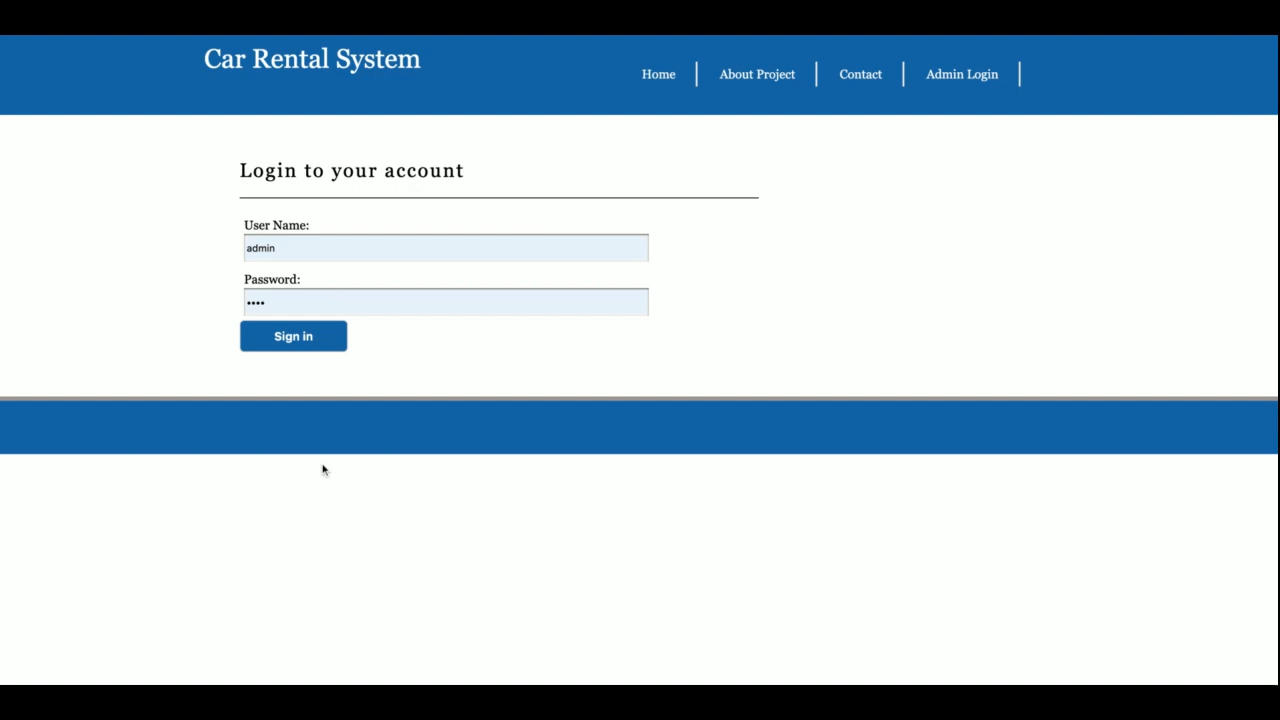 Car Rental System
Home
About Project
Contact
Admin Login
Login to your account
User Name:
admin
Password:
••••
Sign in